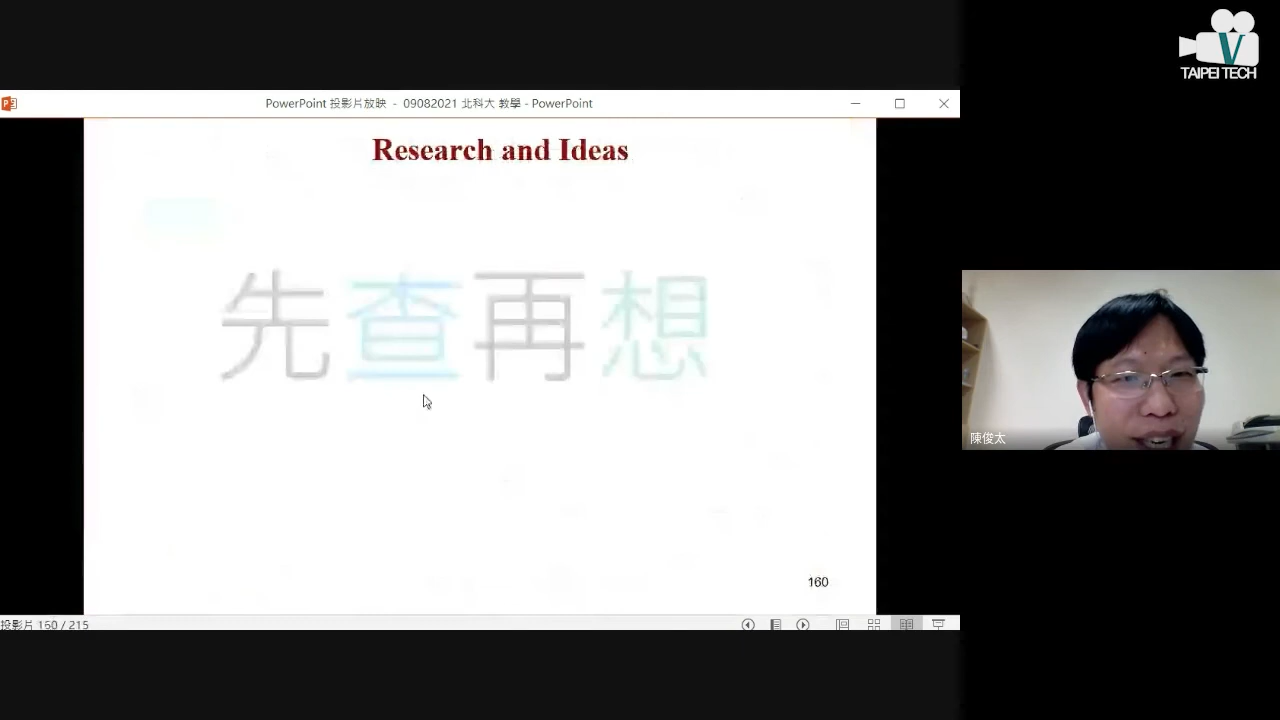 V
TAIPEI TECH
PowerPoint 投影片放映 - 09082021 北科大 教學 - PowerPoint
Research and Ideas
先查再想
陳俊太
160
投影片 160 / 215